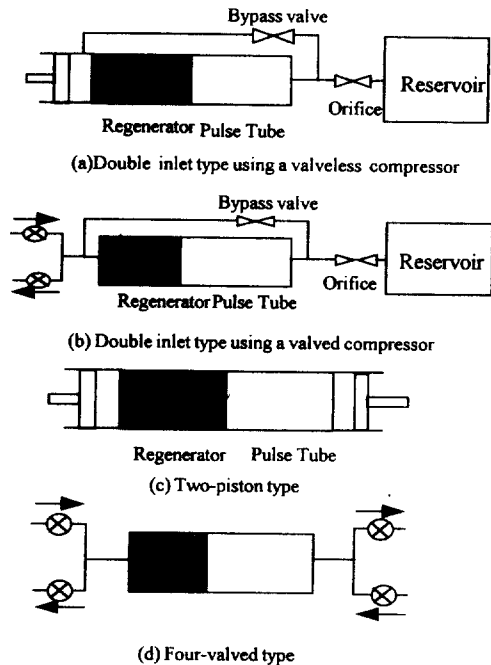 Bypass valve
Reservoir
Orifice
Regenerator Pulse Tube
(a)Double inlet type using a valveless compressor
Bypass valve
Reservoir
Orifice
Regenerator Pulse Tube
(b) Double inlet type using a valved compressor
Regenerator Pulse Tube
(c) Two-piston type
(d) Four-valved type